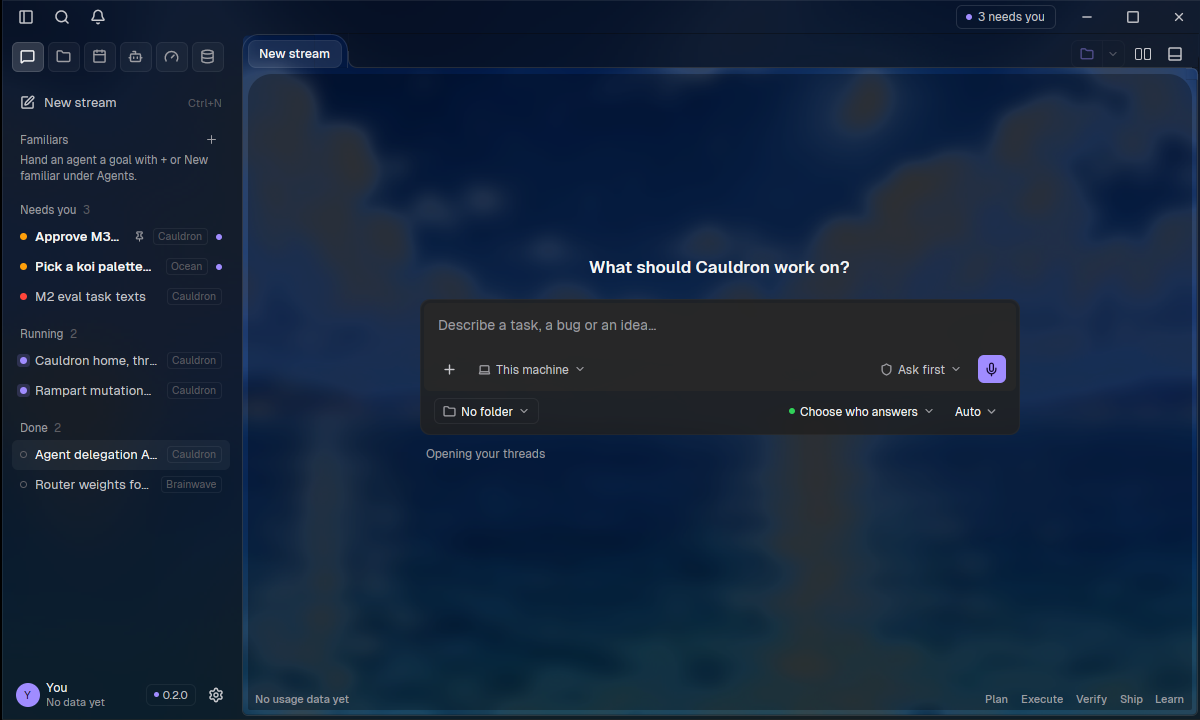 3 needs you
New stream
New stream Ctrl+N
Familiars
Hand an agent a goal with + or New
familiar under Agents.
Needs you 3
Approve M3... Cauldron
Pick a koi palette... Ocean
M2 eval task texts Cauldron
Running 2
Cauldron home, thr... Cauldron
Rampart mutation... Cauldron
Done 2
Agent delegation A... Cauldron
Router weights fo... Brainwave
What should Cauldron work on?
Describe a task, a bug or an idea...
This machine Ask first
No folder Choose who answers Auto
Opening your threads
Y You
No data yet
0.2.0
No usage data yet
Plan Execute Verify Ship Learn